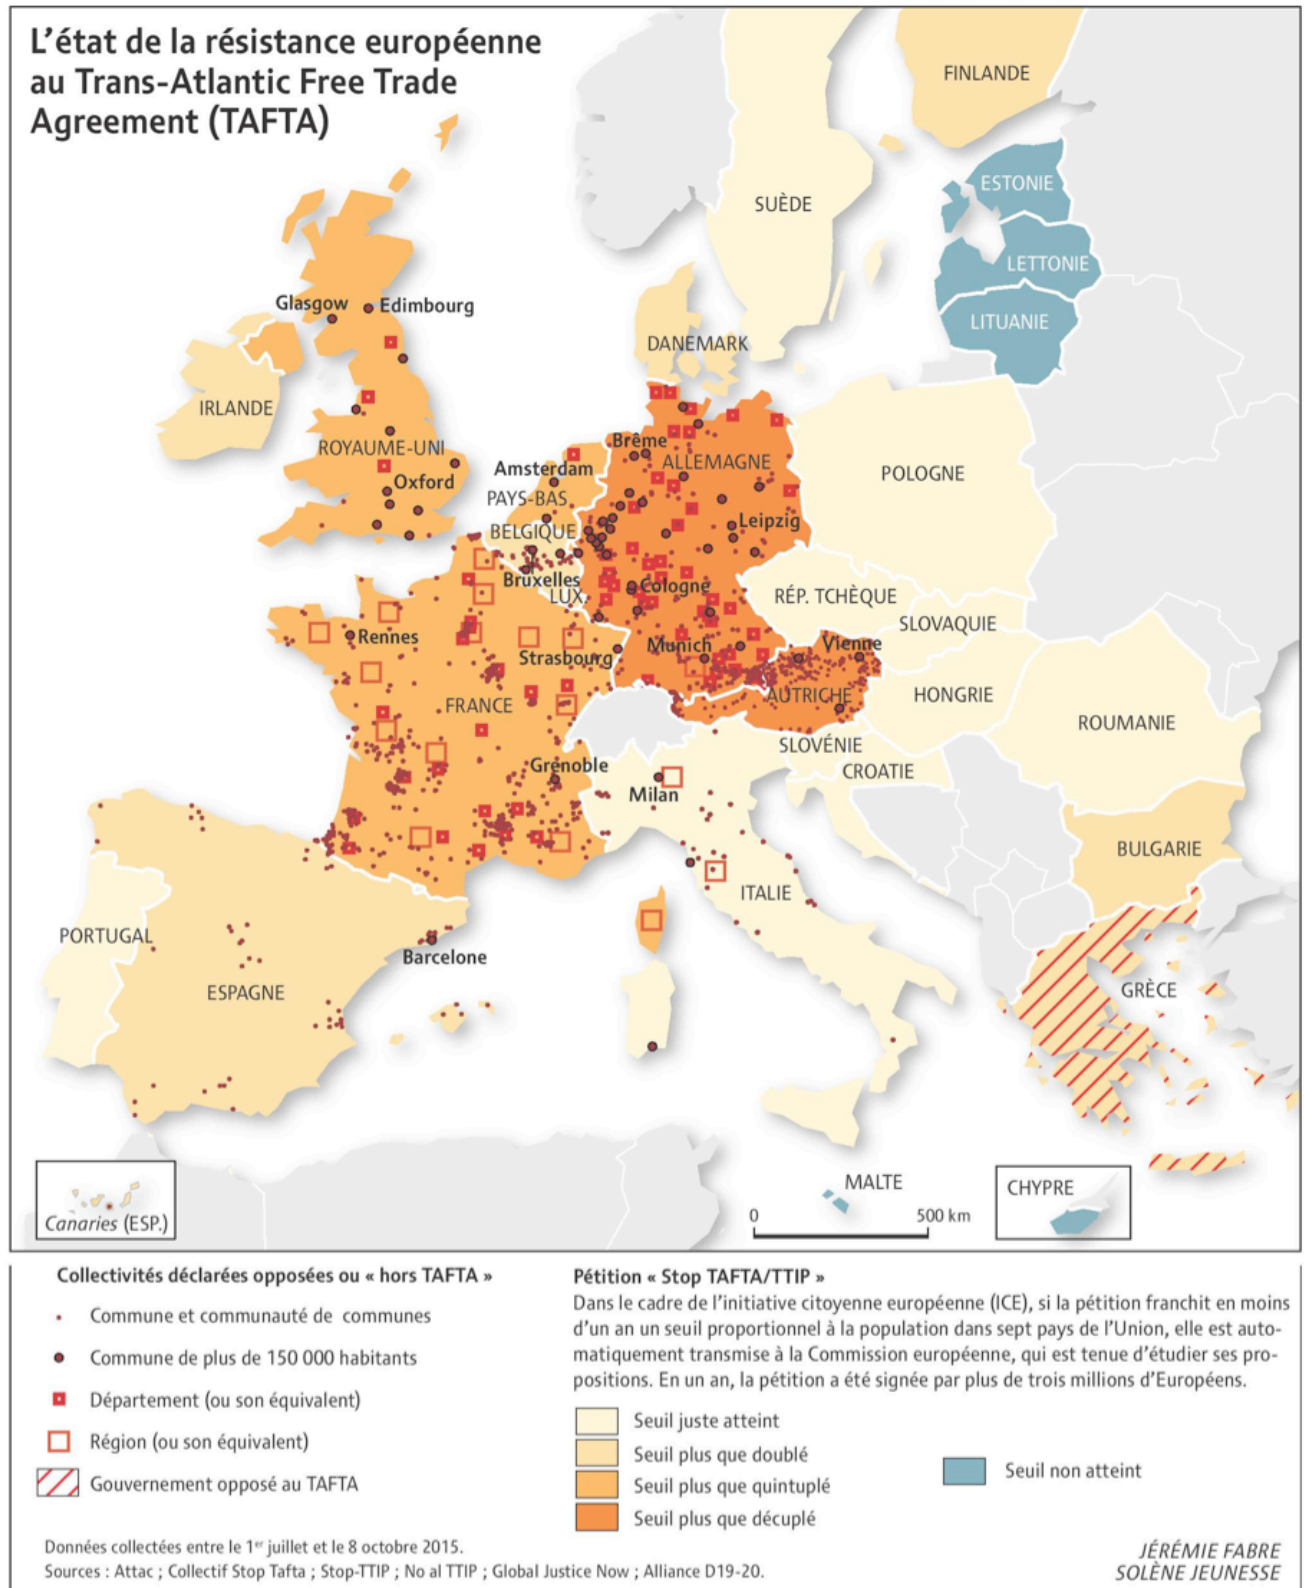 L'état de la résistance européenne
au Trans-Atlantic Free Trade
Agreement (TAFTA)
FINLANDE
ESTONIE
SUÈDE
LETTONIE
Glasgow
Edimbourg
LITUANIE
DANEMARK
IRLANDE
ROYAUME-UNI
Brême
ALLEMAGNE
Amsterdam
POLOGNE
Oxford
PAYS-BAS
Leipzig
BELGIQUE
Bruxelles
Cologne
LUX.
RÉP. TCHÈQUE
SLOVAQUIE
Rennes
Munich
Vienne
Strasbourg
AUTRICHE
HONGRIE
FRANCE
ROUMANIE
SLOVÉNIE
Grenoble
CROATIE
Milan
BULGARIE
ITALIE
PORTUGAL
Barcelone
ESPAGNE
GRÈCE
MALTE
CHYPRE
Canaries (ESP.)
0
500 km
Collectivités déclarées opposées ou « hors TAFTA »
Commune et communauté de communes
Commune de plus de 150 000 habitants
Département (ou son équivalent)
Région (ou son équivalent)
Gouvernement opposé au TAFTA
Pétition « Stop TAFTA/TTIP »
Dans le cadre de l'initiative citoyenne européenne (ICE), si la pétition franchit en moins
d'un an un seuil proportionnel à la population dans sept pays de l'Union, elle est auto-
matiquement transmise à la Commission européenne, qui est tenue d'étudier ses pro-
positions. En un an, la pétition a été signée par plus de trois millions d'Européens.
Seuil juste atteint
Seuil plus que doublé
Seuil plus que quintuplé
Seuil plus que décuplé
Seuil non atteint
Données collectées entre le 1er juillet et le 8 octobre 2015.
Sources : Attac ; Collectif Stop Tafta ; Stop-TTIP ; No al TTIP ; Global Justice Now ; Alliance D19-20.
JÉRÉMIE FABRE
SOLÈNE JEUNESSE